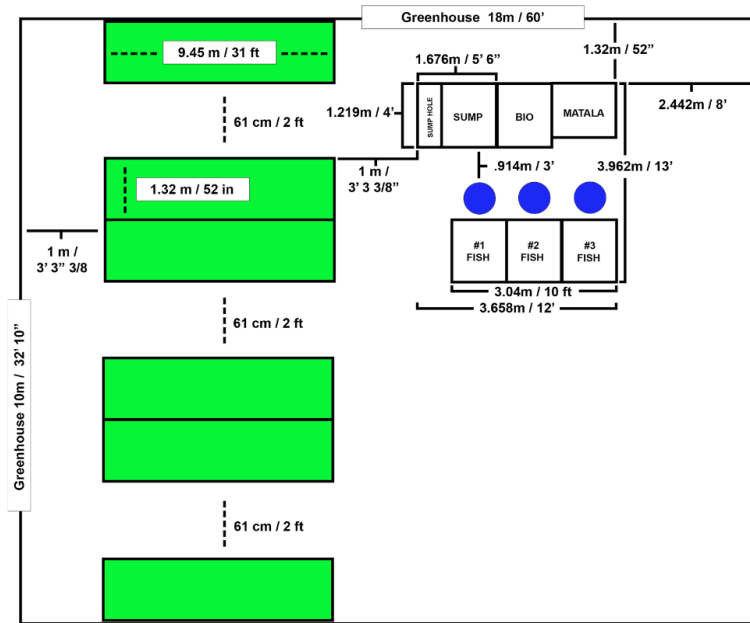 Greenhouse  18m / 60’
9.45 m / 31 ft
1.676m / 5' 6”
1.32m / 52”
61 cm / 2 ft
1.219m / 4’
SUMP HOLE
SUMP
BIO
MATALA
2.442m / 8’
1 m /
3’ 3 3/8”
.914m / 3’
3.962m / 13’
1.32 m / 52 in
1 m /
3’ 3” 3/8
#1
FISH
#2
FISH
#3
FISH
3.04m / 10 ft
3.658m / 12’
61 cm / 2 ft
Greenhouse 10m /  32’ 10”
61 cm / 2 ft